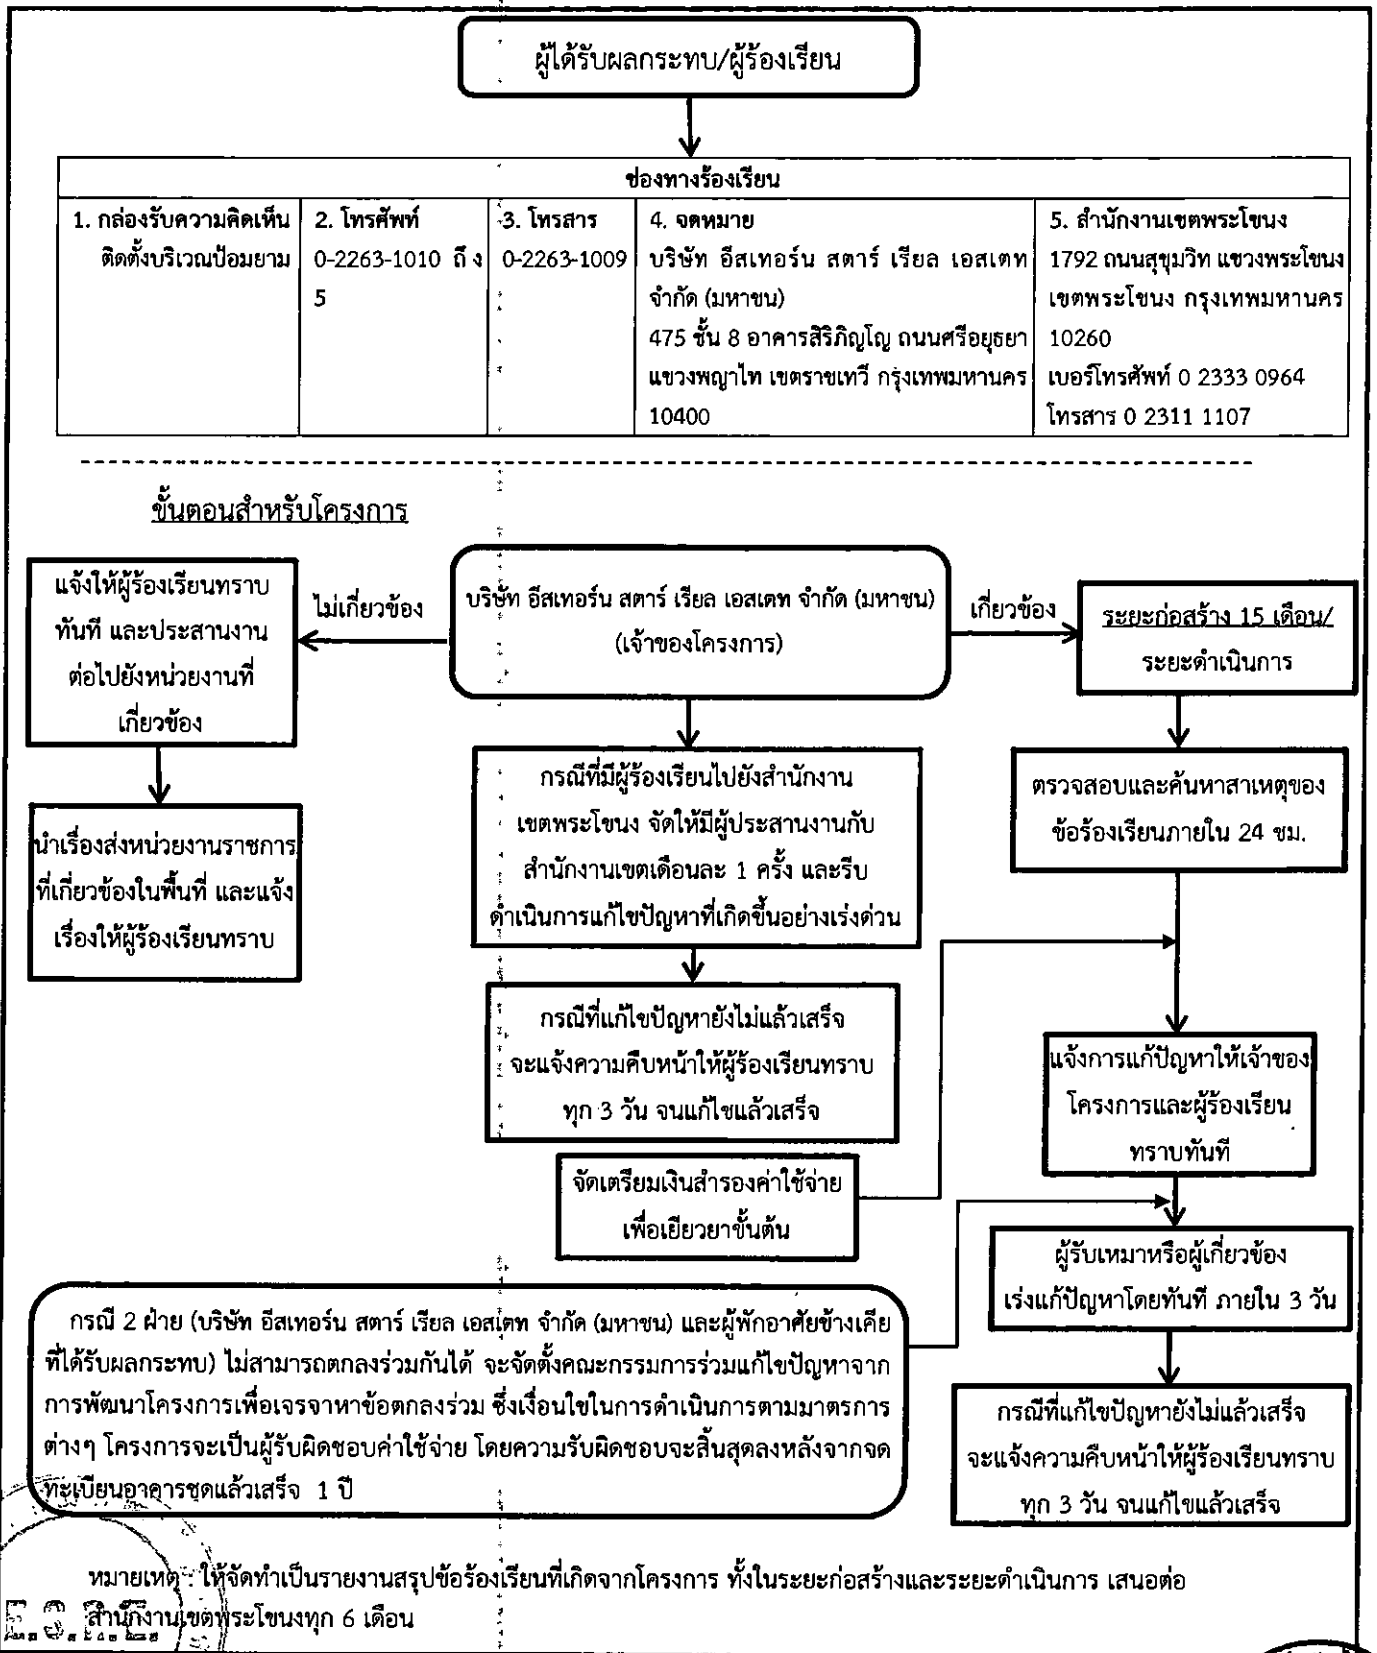 ผู้ได้รับผลกระทบ/ผู้ร้องเรียน
ช่องทางร้องเรียน
1. กล่องรับความคิดเห็น
ติดตั้งบริเวณป้อมยาม
2. โทรศัพท์
0-2263-1010 ถึง
5
3. โทรสาร
0-2263-1009
4. จดหมาย
บริษัท อีสเทอร์น สตาร์ เรียล เอสเตท
จำกัด (มหาชน)
475 ชั้น 8 อาคารสิริภิญโญ ถนนศรีอยุธยา
แขวงพญาไท เขตราชเทวี กรุงเทพมหานคร
10400
5. สำนักงานเขตพระโขนง
1792 ถนนสุขุมวิท แขวงพระโขนง
เขตพระโขนง กรุงเทพมหานคร
10260
เบอร์โทรศัพท์ 0 2333 0964
โทรสาร 0 2311 1107
ขั้นตอนสำหรับโครงการ
แจ้งให้ผู้ร้องเรียนทราบ
ทันที และประสานงาน
ต่อไปยังหน่วยงานที่
เกี่ยวข้อง
ไม่เกี่ยวข้อง
บริษัท อีสเทอร์น สตาร์ เรียล เอสเตท จำกัด (มหาชน)
(เจ้าของโครงการ)
เกี่ยวข้อง
ระยะก่อสร้าง 15 เดือน/
ระยะดำเนินการ
นำเรื่องส่งหน่วยงานราชการ
ที่เกี่ยวข้องในพื้นที่ และแจ้ง
เรื่องให้ผู้ร้องเรียนทราบ
กรณีที่มีผู้ร้องเรียนไปยังสำนักงาน
เขตพระโขนง จัดให้มีผู้ประสานงานกับ
สำนักงานเขตเดือนละ 1 ครั้ง และรีบ
ดำเนินการแก้ไขปัญหาที่เกิดขึ้นอย่างเร่งด่วน
ตรวจสอบและค้นหาสาเหตุของ
ข้อร้องเรียนภายใน 24 ชม.
กรณีที่แก้ไขปัญหายังไม่แล้วเสร็จ
จะแจ้งความคืบหน้าให้ผู้ร้องเรียนทราบ
ทุก 3 วัน จนแก้ไขแล้วเสร็จ
แจ้งการแก้ปัญหาให้เจ้าของ
โครงการและผู้ร้องเรียน
ทราบทันที
จัดเตรียมเงินสำรองค่าใช้จ่าย
เพื่อเยียวยาขั้นต้น
ผู้รับเหมาหรือผู้เกี่ยวข้อง
เร่งแก้ปัญหาโดยทันที ภายใน 3 วัน
กรณี 2 ฝ่าย (บริษัท อีสเทอร์น สตาร์ เรียล เอสเตท จำกัด (มหาชน) และผู้พักอาศัยข้างเคีย
ที่ได้รับผลกระทบ) ไม่สามารถตกลงร่วมกันได้ จะจัดตั้งคณะกรรมการร่วมแก้ไขปัญหาจาก
การพัฒนาโครงการเพื่อเจรจาหาข้อตกลงร่วม ซึ่งเงื่อนไขในการดำเนินการตามมาตรการ
ต่างๆ โครงการจะเป็นผู้รับผิดชอบค่าใช้จ่าย โดยความรับผิดชอบจะสิ้นสุดลงหลังจากจด
ทะเบียนอาคารชุดแล้วเสร็จ 1 ปี
กรณีที่แก้ไขปัญหายังไม่แล้วเสร็จ
จะแจ้งความคืบหน้าให้ผู้ร้องเรียนทราบ
ทุก 3 วัน จนแก้ไขแล้วเสร็จ
หมายเหตุ : ให้จัดทำเป็นรายงานสรุปข้อร้องเรียนที่เกิดจากโครงการ ทั้งในระยะก่อสร้างและระยะดำเนินการ เสนอต่อ
สำนักงานเขตพระโขนงทุก 6 เดือน